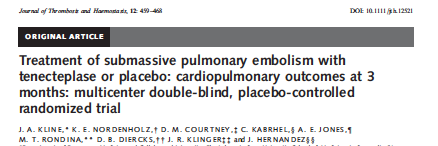 Journal of Thrombosis and Haemostasis, 12: 459–468
DOI: 10.1111/jth.12521
ORIGINAL ARTICLE
Treatment of submassive pulmonary embolism with
tenecteplase or placebo: cardiopulmonary outcomes at 3
months: multicenter double-blind, placebo-controlled
randomized trial
J. A. KLINE,* K. E. NORDENHOLZ,† D. M. COURTNEY,‡ C. KABRHEL,§ A. E. JONES,¶
M. T. RONDINA,** D. B. DIERCKS,†† J. R. KLINGER‡‡ and J. HERNANDEZ§§